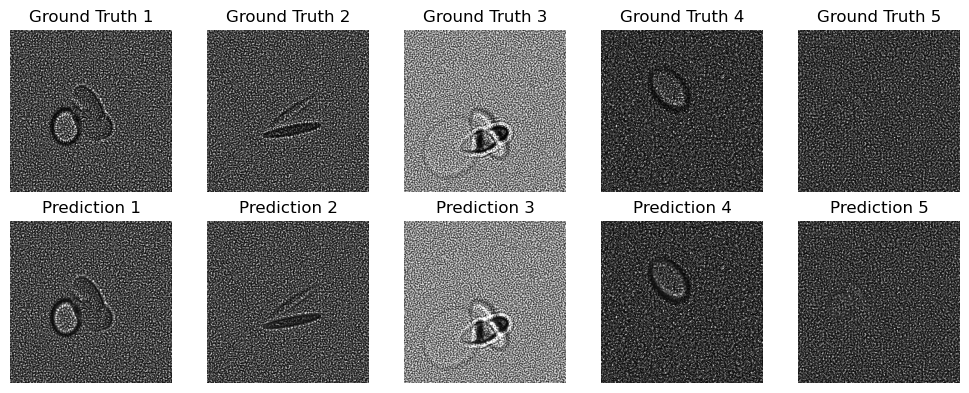 Ground Truth 1
Ground Truth 2
Ground Truth 3
Ground Truth 4
Ground Truth 5
Prediction 1
Prediction 2
Prediction 3
Prediction 4
Prediction 5